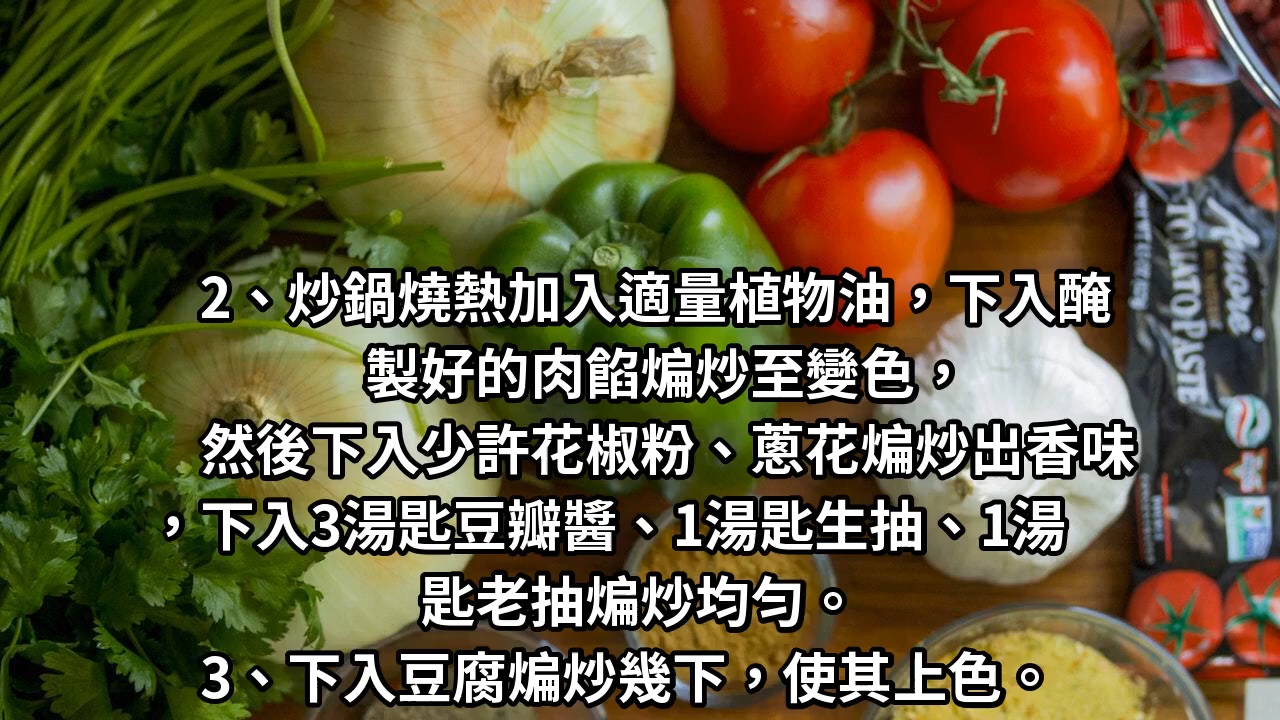 2、炒鍋燒熱加入適量植物油，下入醃
製好的肉餡煸炒至變色，
然後下入少許花椒粉、蔥花煸炒出香味
，下入3湯匙豆瓣醬、1湯匙生抽、1湯
匙老抽煸炒均勻。
3、下入豆腐煸炒幾下，使其上色。
Amore
TOMATO PASTE